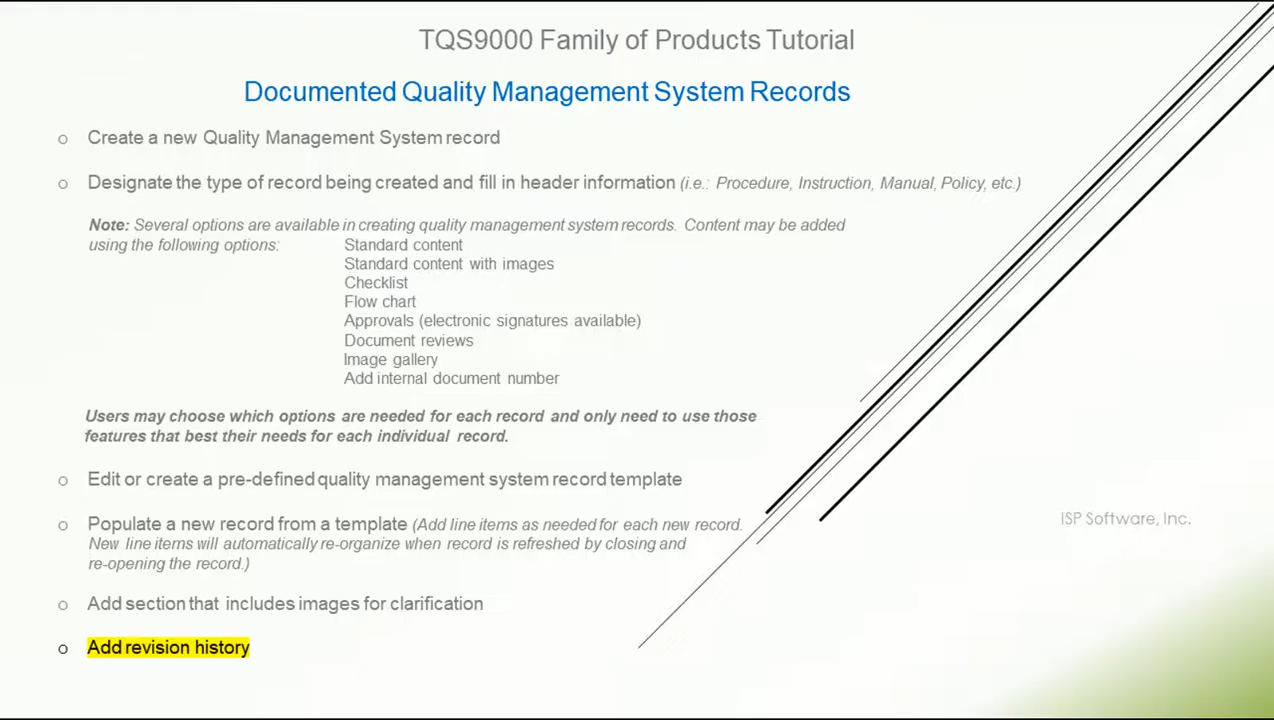 TQS9000 Family of Products Tutorial
Documented Quality Management System Records
o Create a new Quality Management System record
o Designate the type of record being created and fill in header information (i.e.: Procedure, Instruction, Manual, Policy, etc.)
Note: Several options are available in creating quality management system records. Content may be added
using the following options:
Standard content
Standard content with images
Checklist
Flow chart
Approvals (electronic signatures available)
Document reviews
Image gallery
Add internal document number
Users may choose which options are needed for each record and only need to use those
features that best their needs for each individual record.
o Edit or create a pre-defined quality management system record template
o Populate a new record from a template (Add line items as needed for each new record.
New line items will automatically re-organize when record is refreshed by closing and
re-opening the record.)
ISP Software, Inc.
o Add section that includes images for clarification
o Add revision history